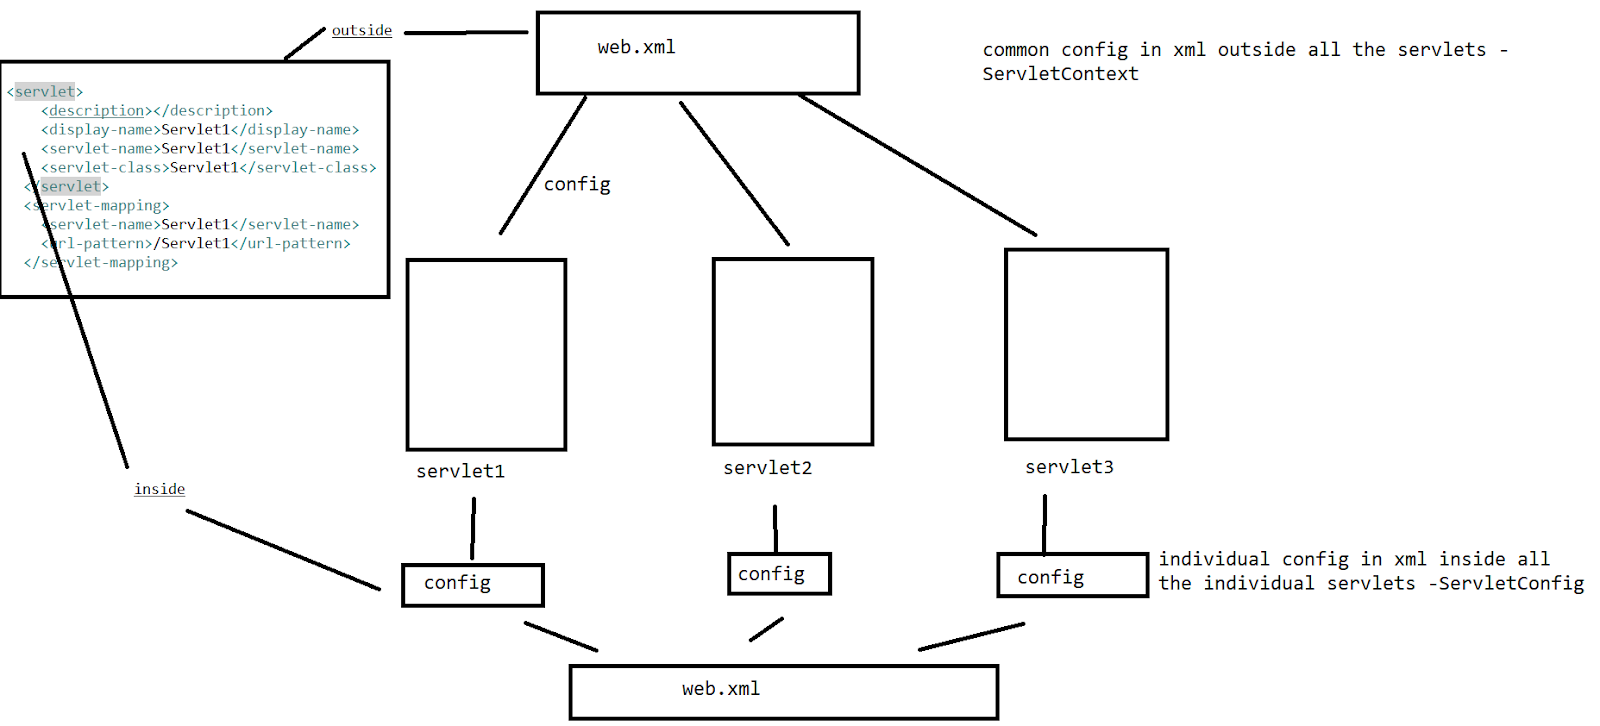 outside
web.xml
common config in xml outside all the servlets -
ServletContext
<servlet>
<description></description>
<display-name>Servlet1</display-name>
<servlet-name>Servlet1</servlet-name>
<servlet-class>Servlet1</servlet-class>
</servlet>
<servlet-mapping>
<servlet-name>Servlet1</servlet-name>
<url-pattern>/Servlet1</url-pattern>
</servlet-mapping>
config
servlet1
servlet2
servlet3
inside
config
config
config
individual config in xml inside all
the individual servlets -ServletConfig
web.xml